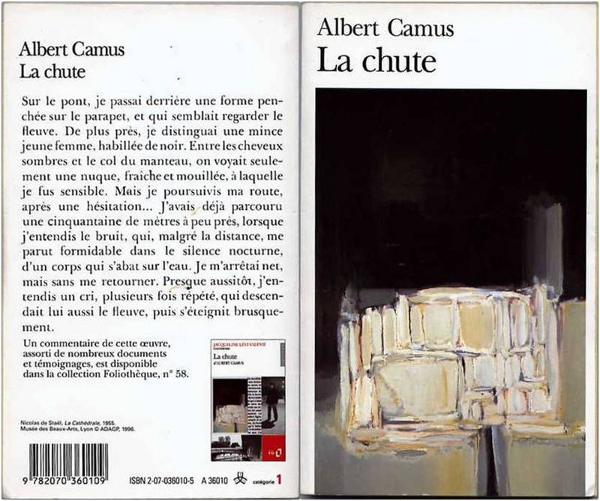 Albert Camus
La chute
Sur le pont, je passai derrière une forme pen-
chée sur le parapet, et qui semblait regarder le
fleuve. De plus près, je distinguai une mince
jeune femme, habillée de noir. Entre les cheveux
sombres et le col du manteau, on voyait seule-
ment une nuque, fraîche et mouillée, à laquelle
je fus sensible. Mais je poursuivis ma route,
après une hésitation... J'avais déjà parcouru
une cinquantaine de mètres à peu près, lorsque
j'entendis le bruit, qui, malgré la distance, me
parut formidable dans le silence nocturne,
d'un corps qui s'abat sur l'eau. Je m'arrêtai net,
mais sans me retourner. Presque aussitôt, j'en-
tendis un cri, plusieurs fois répété, qui descen-
dait lui aussi le fleuve, puis s'éteignit brusque-
ment.
Un commentaire de cette œuvre,
assorti de nombreux documents
et témoignages, est disponible
dans la collection Foliothèque, n° 58.
JACQUELINE LÉVI-VALENSI
La chute
d'ALBERT CAMUS
Nicolas de Staël, La Cathédrale, 1955.
Musée des Beaux-Arts, Lyon © ADAGP, 1996.
9 782070 360109
ISBN 2-07-036010-5
A 36010
catégorie 1
Albert Camus
La chute